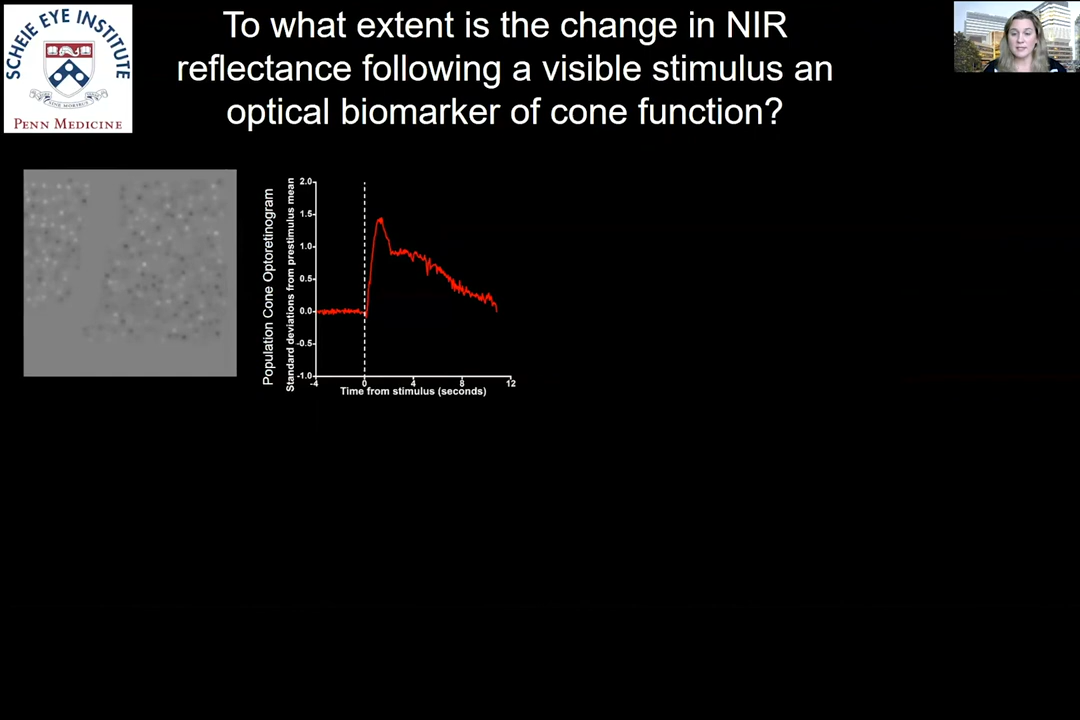 To what extent is the change in NIR
reflectance following a visible stimulus an
optical biomarker of cone function?
SCHEIE EYE INSTITUTE
PENN MEDICINE
Population Cone Optoretinogram
Standard deviations from prestimulus mean
2.0
1.5
1.0
0.5
0.0
-0.5
-1.0
-4 0 4 8 12
Time from stimulus (seconds)